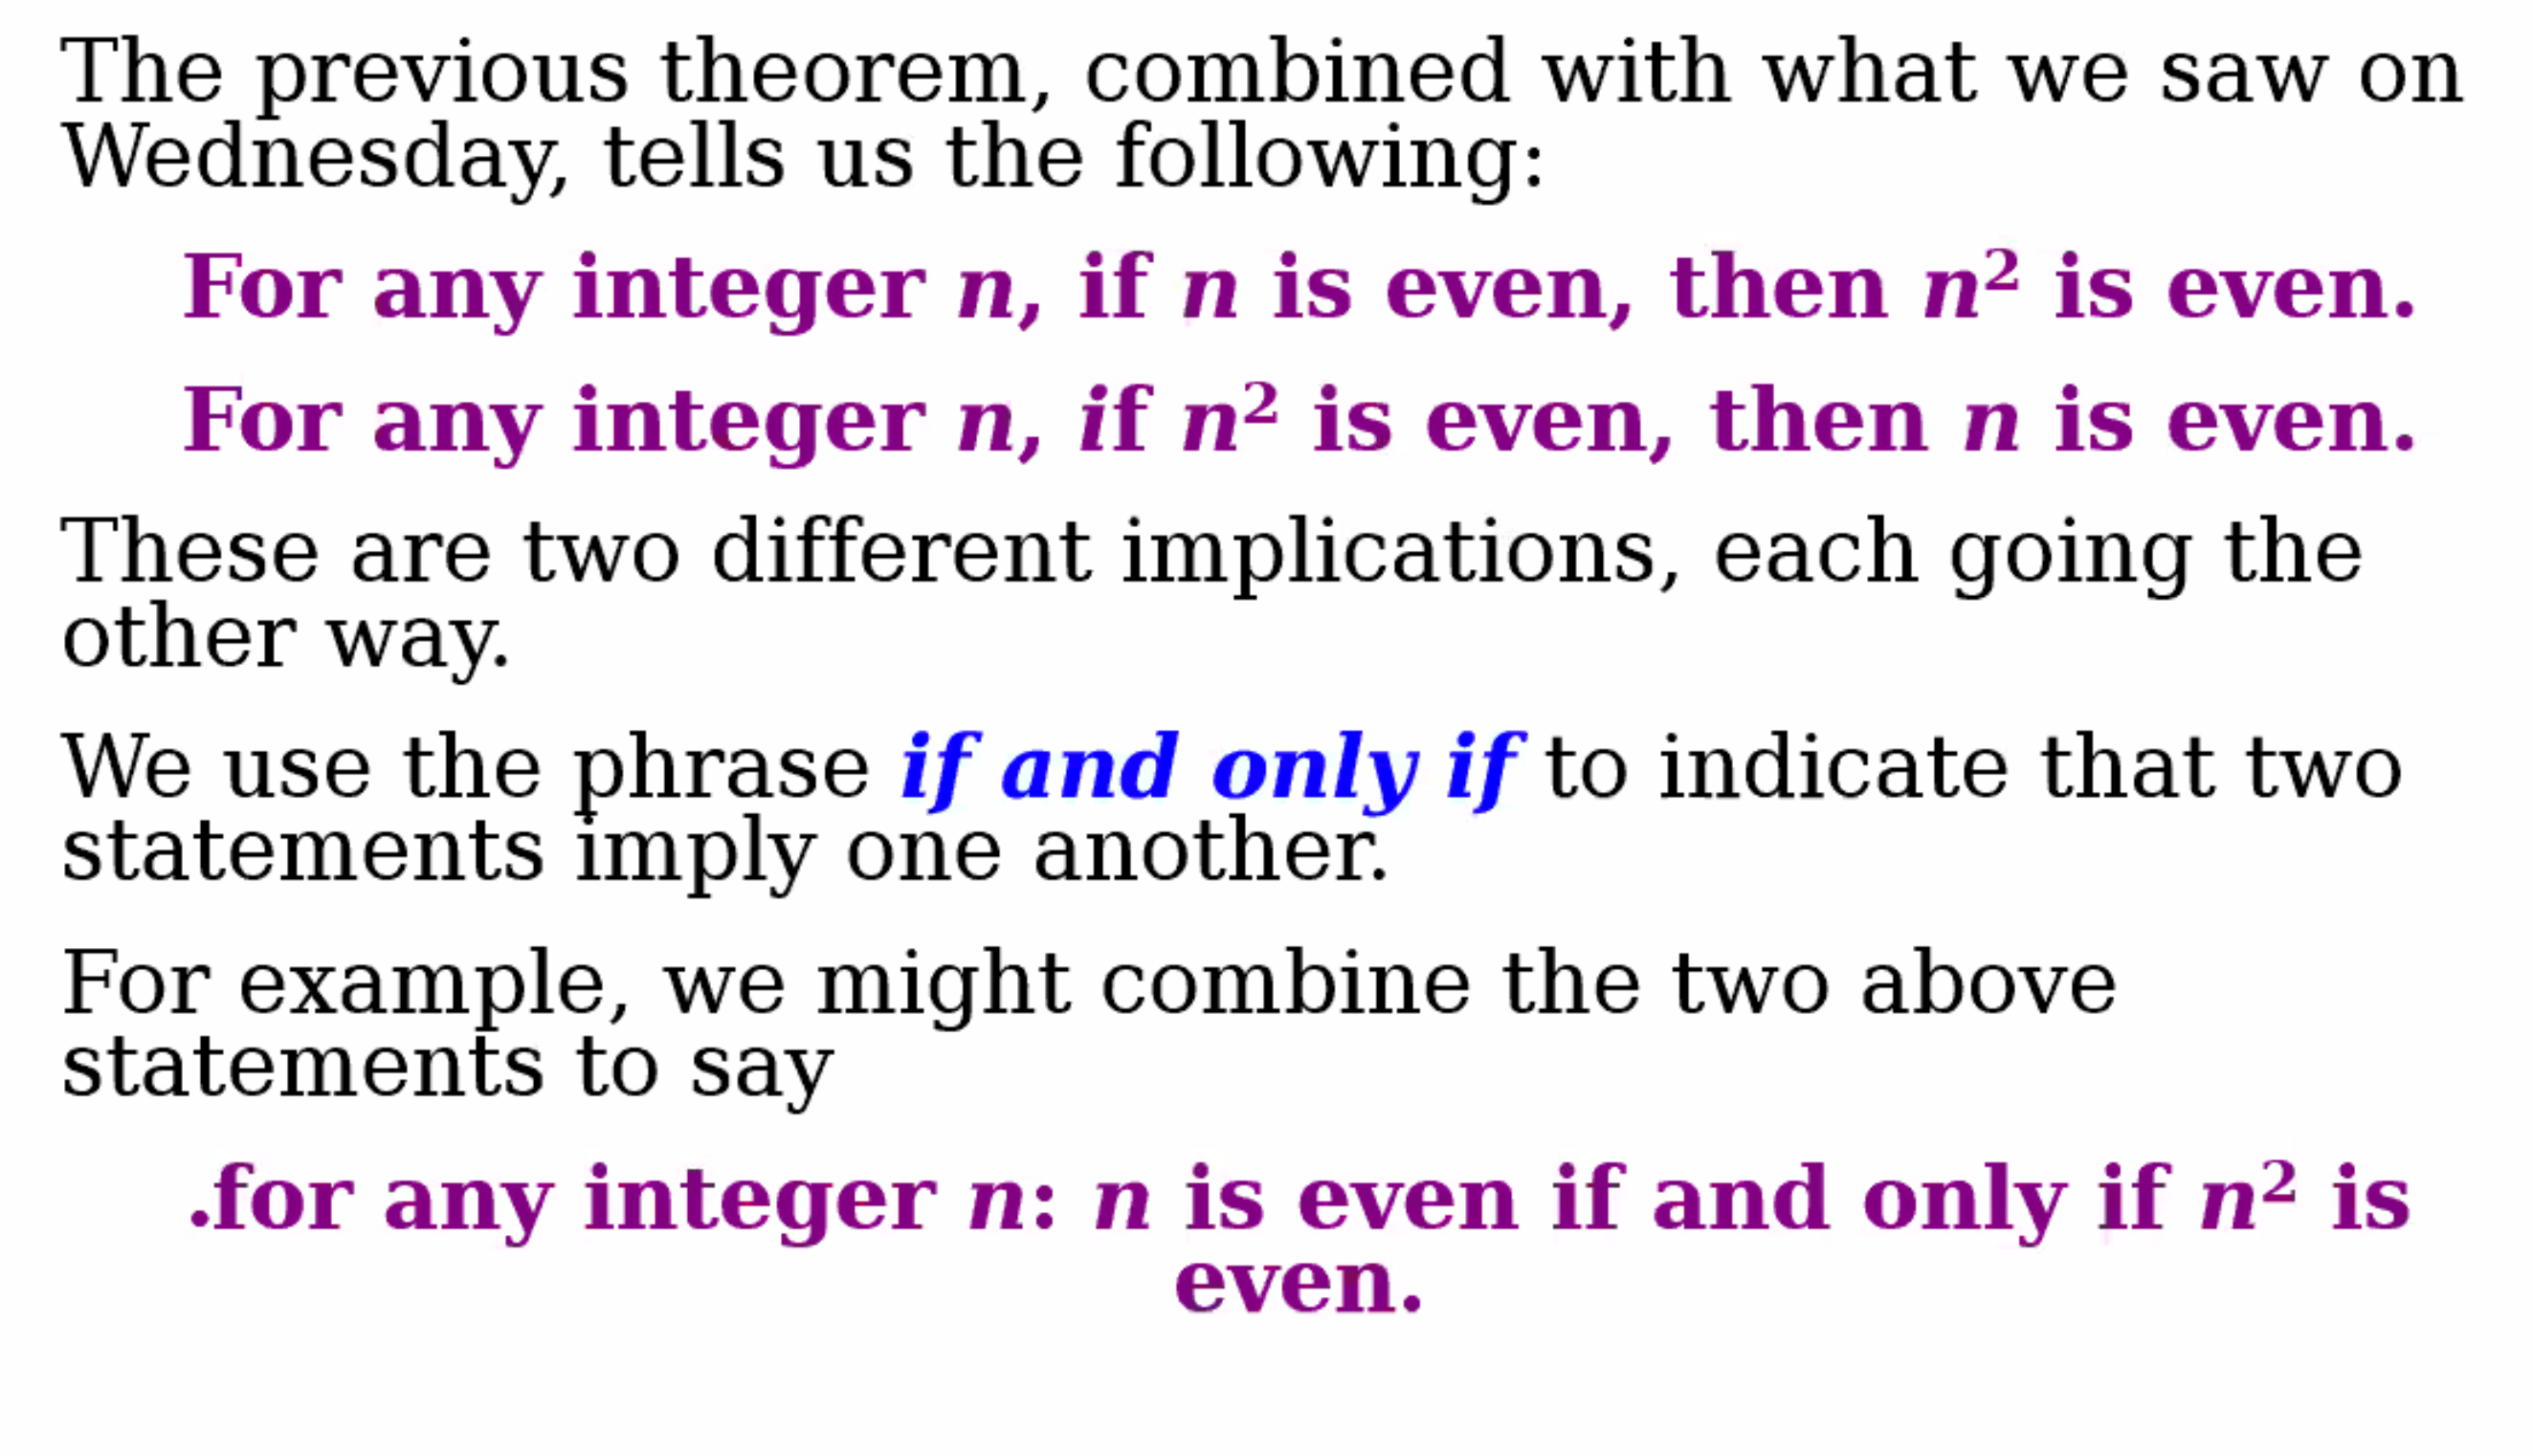 The previous theorem, combined with what we saw on
Wednesday, tells us the following:
For any integer n, if n is even, then n² is even.
For any integer n, if n² is even, then n is even.
These are two different implications, each going the
other way.
We use the phrase if and only if to indicate that two
statements imply one another.
For example, we might combine the two above
statements to say
.for any integer n: n is even if and only if n² is
even.